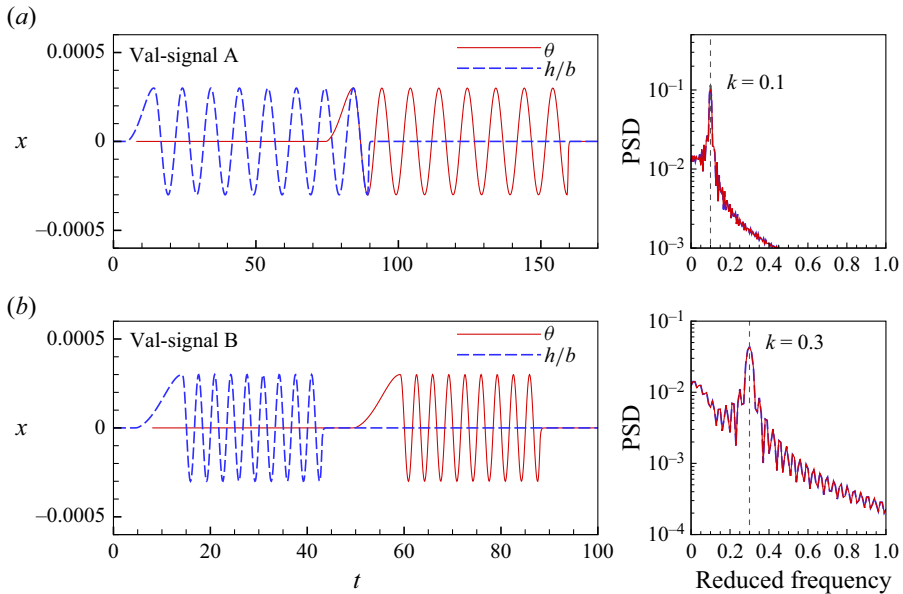 (a)
Val-signal A
θ
h/b
x
0.0005
0
−0.0005
0
50
100
150
PSD
10⁻¹
10⁻²
10⁻³
k = 0.1
0
0.2
0.4
0.6
0.8
1.0
(b)
Val-signal B
θ
h/b
x
0.0005
0
−0.0005
0
20
40
60
80
100
t
PSD
10⁻¹
10⁻²
10⁻³
10⁻⁴
k = 0.3
0
0.2
0.4
0.6
0.8
1.0
Reduced frequency